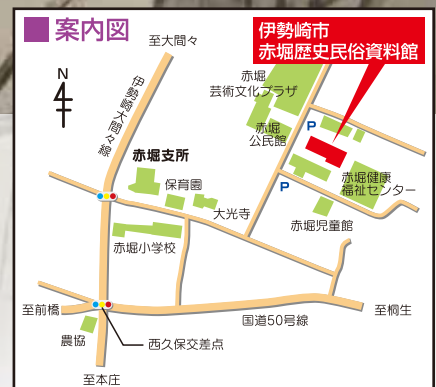 ■案内図
伊勢崎市
赤堀歴史民俗資料館
至大間々
N
伊勢崎大間々線
赤堀
芸術文化プラザ
P
赤堀
公民館
赤堀支所
保育園
赤堀健康
福祉センター
P
大光寺
赤堀児童館
赤堀小学校
至前橋
国道50号線
至桐生
農協
西久保交差点
至本庄